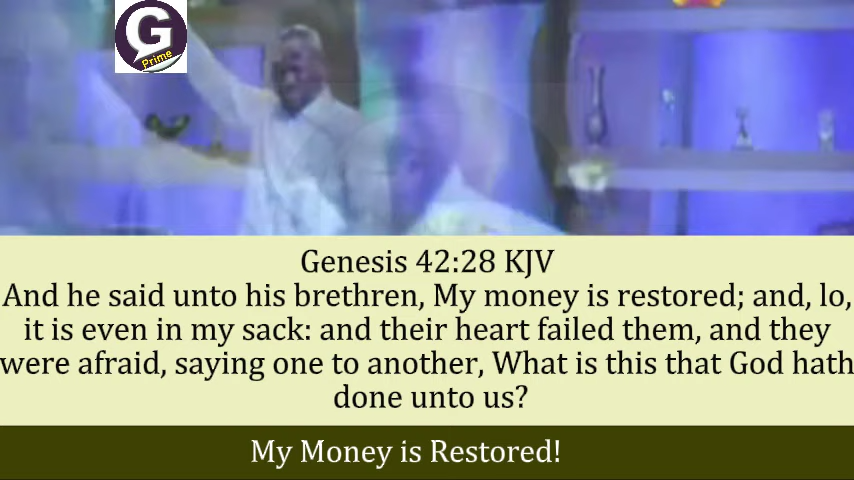 G
Prime
Genesis 42:28 KJV
And he said unto his brethren, My money is restored; and, lo,
it is even in my sack: and their heart failed them, and they
were afraid, saying one to another, What is this that God hath
done unto us?
My Money is Restored!